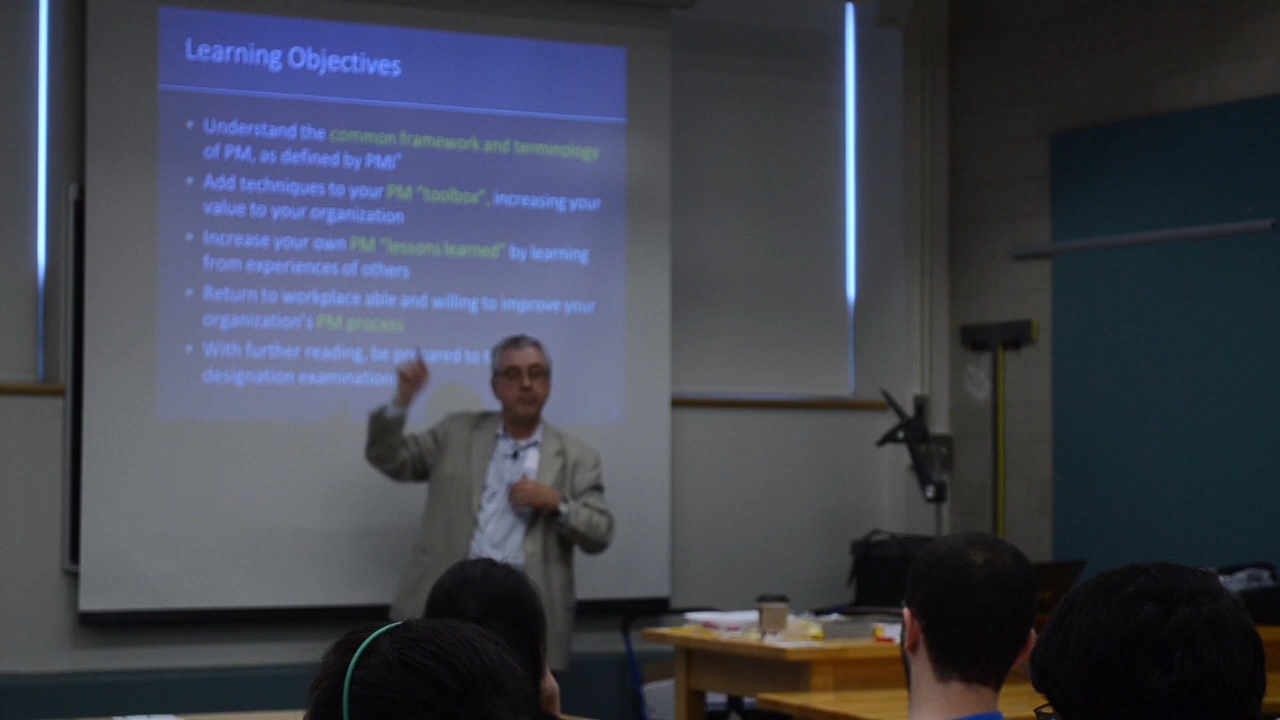 Learning Objectives
• Understand the common framework and terminology
of PM, as defined by PMI®
• Add techniques to your PM "toolbox", increasing your
value to your organization
• Increase your own PM "lessons learned" by learning
from experiences of others
• Return to workplace able and willing to improve your
organization's PM process
• With further reading, be prepared to
designation examination